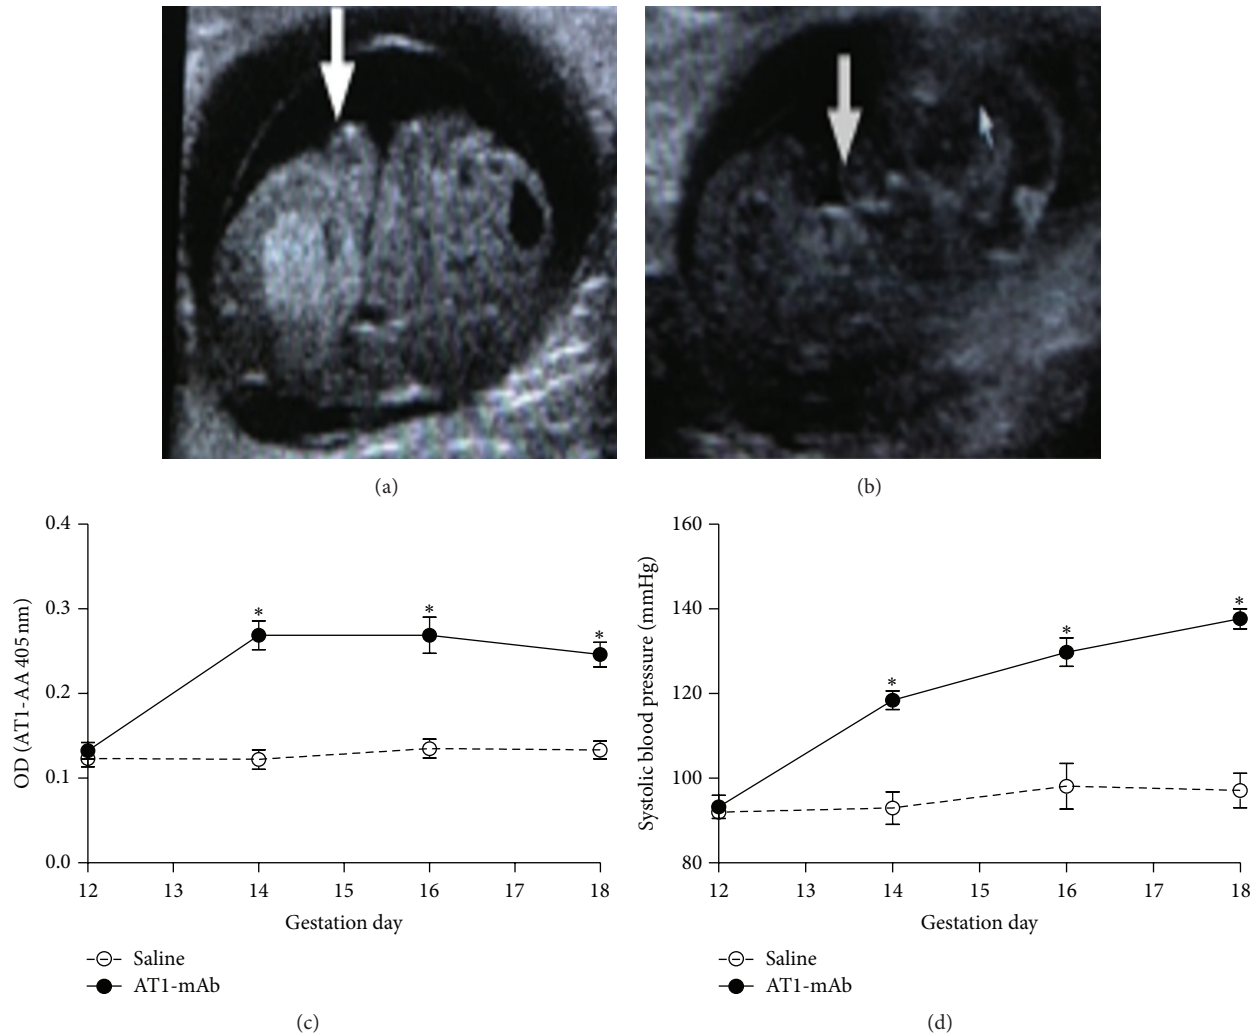 (a)
(b)
OD (AT1-AA 405 nm)
0.4
0.3
0.2
0.1
0.0
*
*
*
12 13 14 15 16 17 18
Gestation day
Saline
AT1-mAb
(c)
Systolic blood pressure (mmHg)
160
140
120
100
80
*
*
*
12 13 14 15 16 17 18
Gestation day
Saline
AT1-mAb
(d)